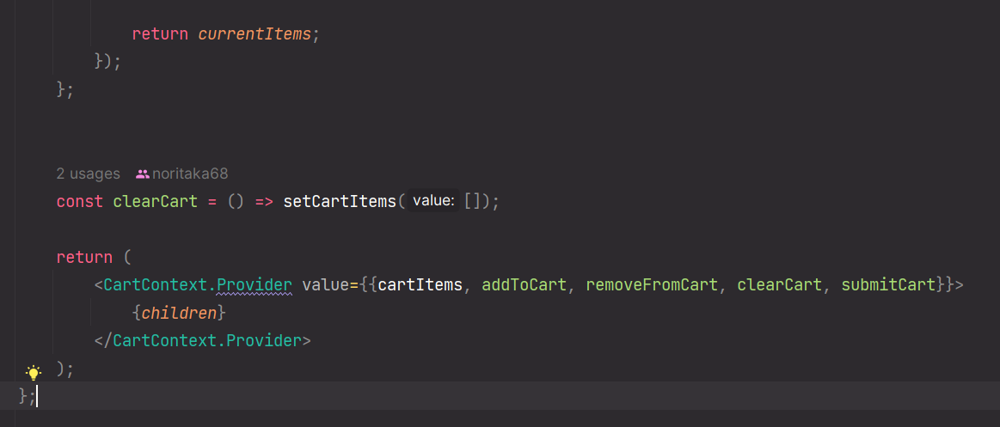 return currentItems;
});
};
2 usages noritaka68
const clearCart = () => setCartItems( value: []);
return (
<CartContext.Provider value={{cartItems, addToCart, removeFromCart, clearCart, submitCart}}>
{children}
</CartContext.Provider>
);
};